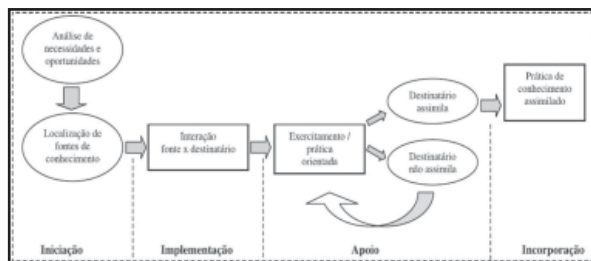 Análise de
necessidades e
oportunidades
Localização de
fontes de
conhecimento
Interação
fonte x destinatário
Exercitamento /
prática
orientada
Destinatário
assimila
Destinatário
não assimila
Prática de
conhecimento
assimilado
Iniciação
Implementação
Apoio
Incorporação